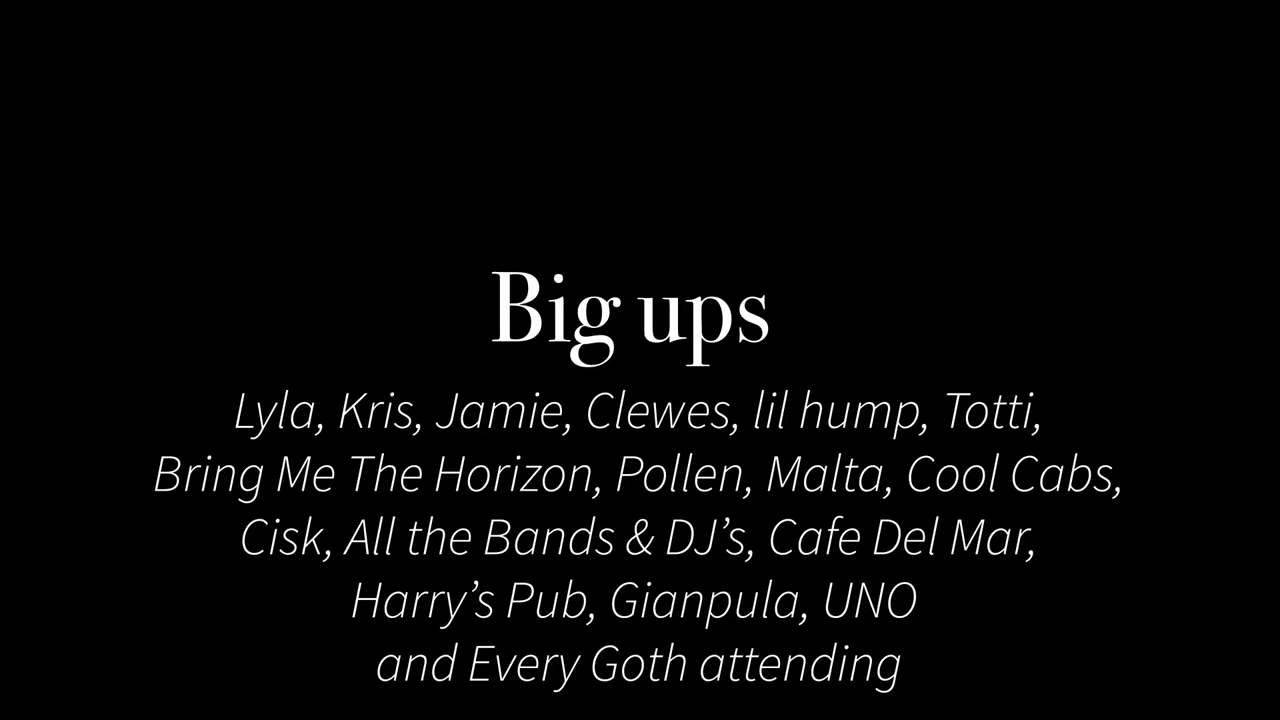 Big ups
Lyla, Kris, Jamie, Clewes, lil hump, Totti,
Bring Me The Horizon, Pollen, Malta, Cool Cabs,
Cisk, All the Bands & DJ’s, Cafe Del Mar,
Harry’s Pub, Gianpula, UNO
and Every Goth attending